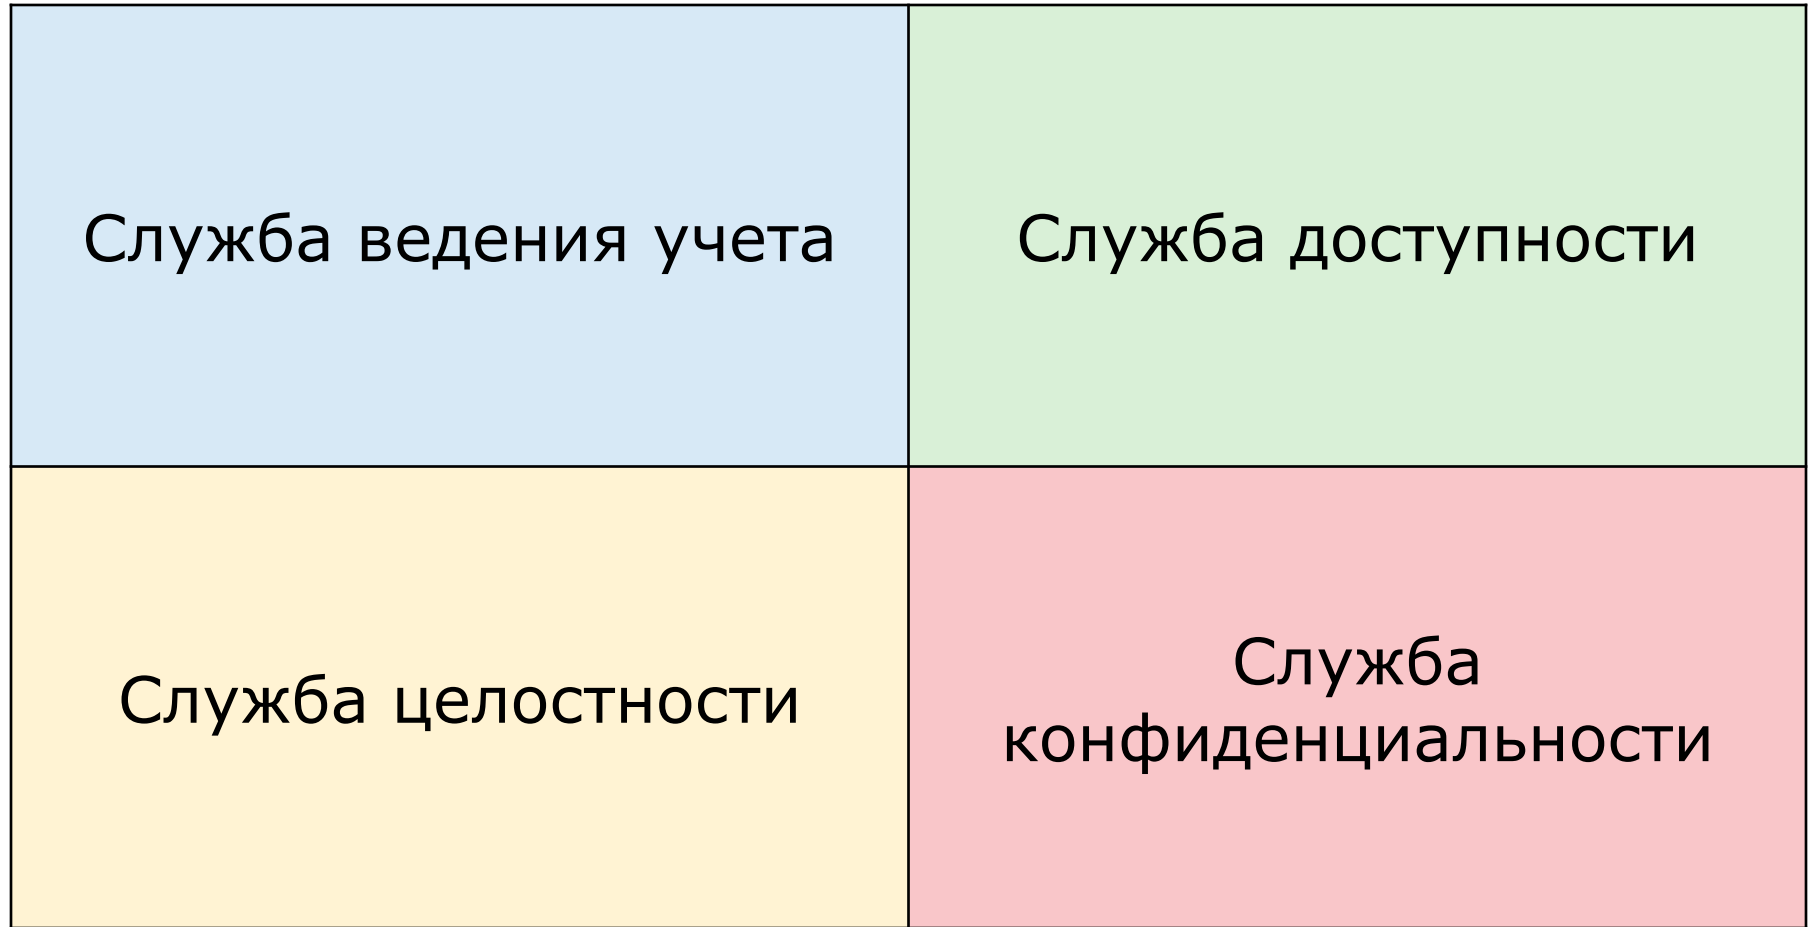 Служба ведения учета
Служба доступности
Служба целостности
Служба
конфиденциальности